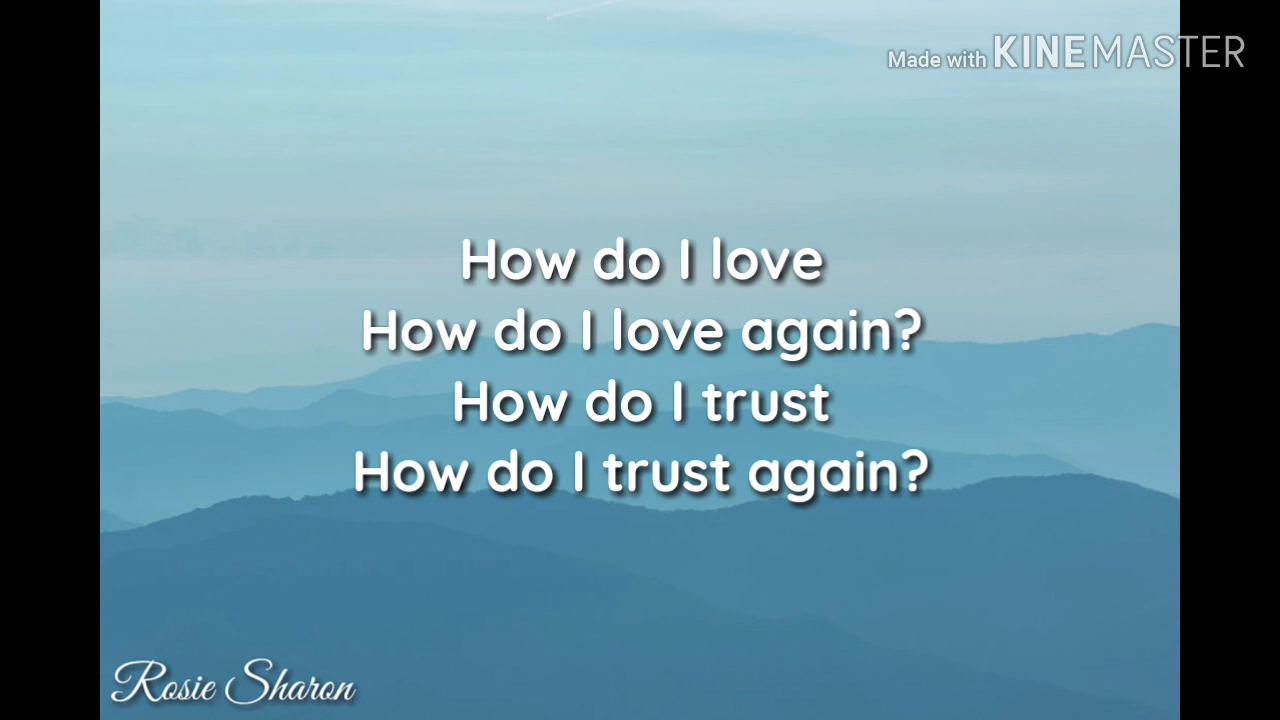 Made with KINEMASTER
How do I love
How do I love again?
How do I trust
How do I trust again?
Rosie Sharon